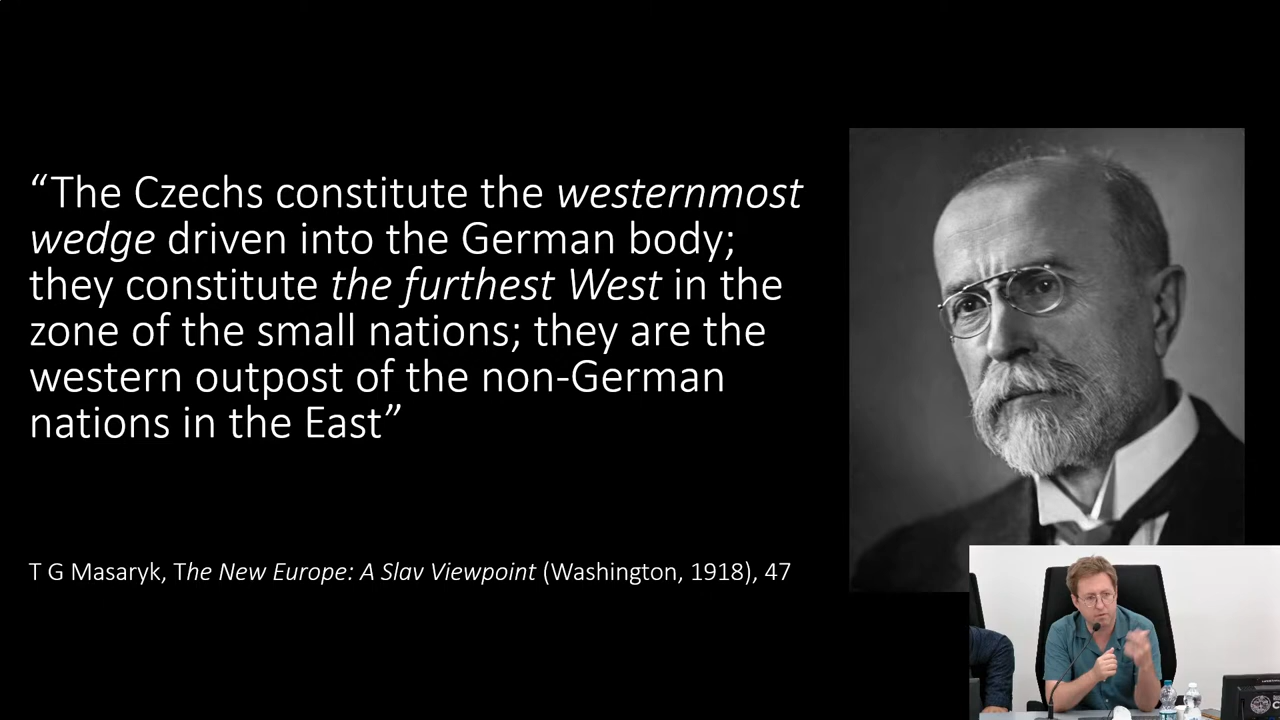 “The Czechs constitute the westernmost
wedge driven into the German body;
they constitute the furthest West in the
zone of the small nations; they are the
western outpost of the non-German
nations in the East”
T G Masaryk, The New Europe: A Slav Viewpoint (Washington, 1918), 47